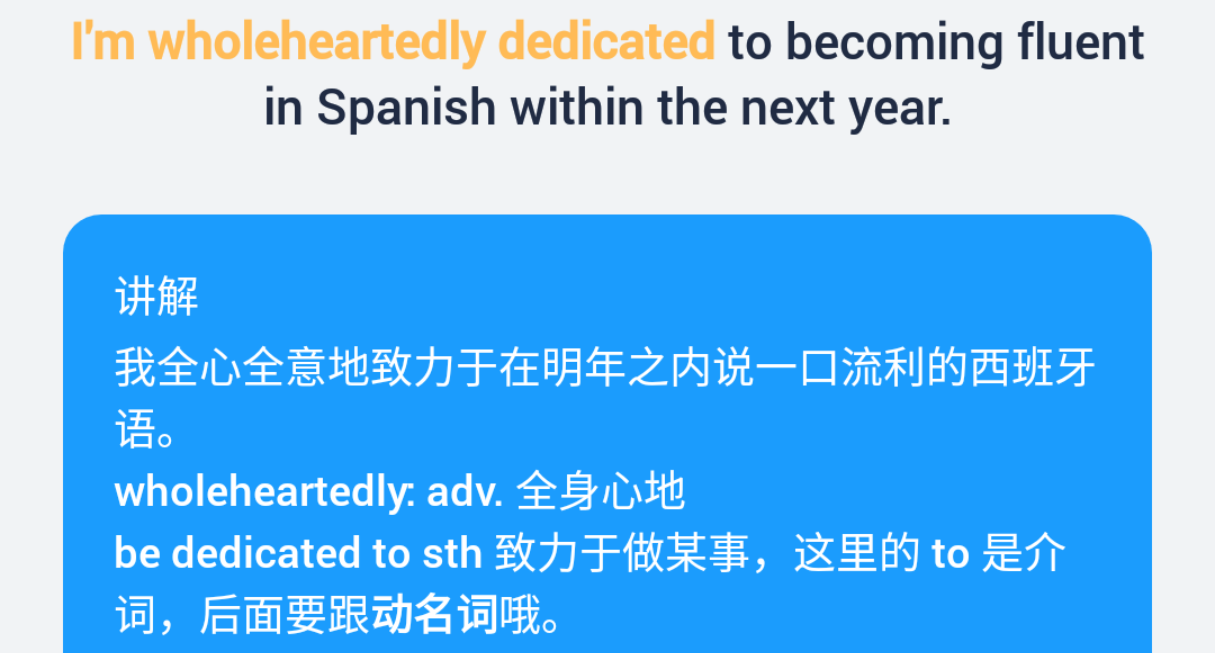 I'm wholeheartedly dedicated to becoming fluent
in Spanish within the next year.
讲解
我全心全意地致力于在明年之内说一口流利的西班牙
语。
wholeheartedly: adv. 全身心地
be dedicated to sth 致力于做某事，这里的 to 是介
词，后面要跟动名词哦。